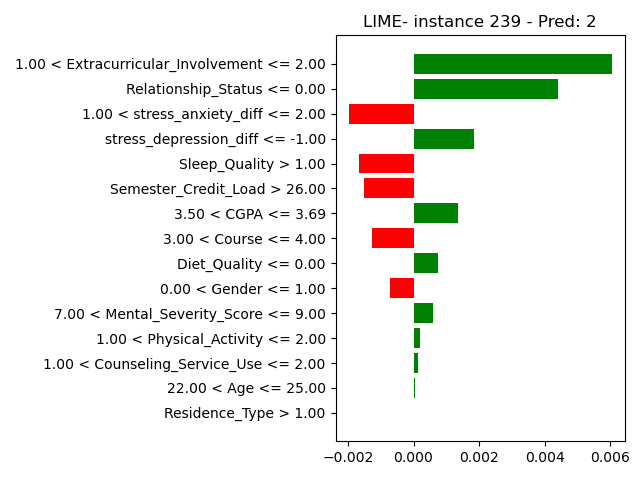 LIME- instance 239 - Pred: 2
1.00 < Extracurricular_Involvement <= 2.00
Relationship_Status <= 0.00
1.00 < stress_anxiety_diff <= 2.00
stress_depression_diff <= -1.00
Sleep_Quality > 1.00
Semester_Credit_Load > 26.00
3.50 < CGPA <= 3.69
3.00 < Course <= 4.00
Diet_Quality <= 0.00
0.00 < Gender <= 1.00
7.00 < Mental_Severity_Score <= 9.00
1.00 < Physical_Activity <= 2.00
1.00 < Counseling_Service_Use <= 2.00
22.00 < Age <= 25.00
Residence_Type > 1.00
−0.002 0.000 0.002 0.004 0.006